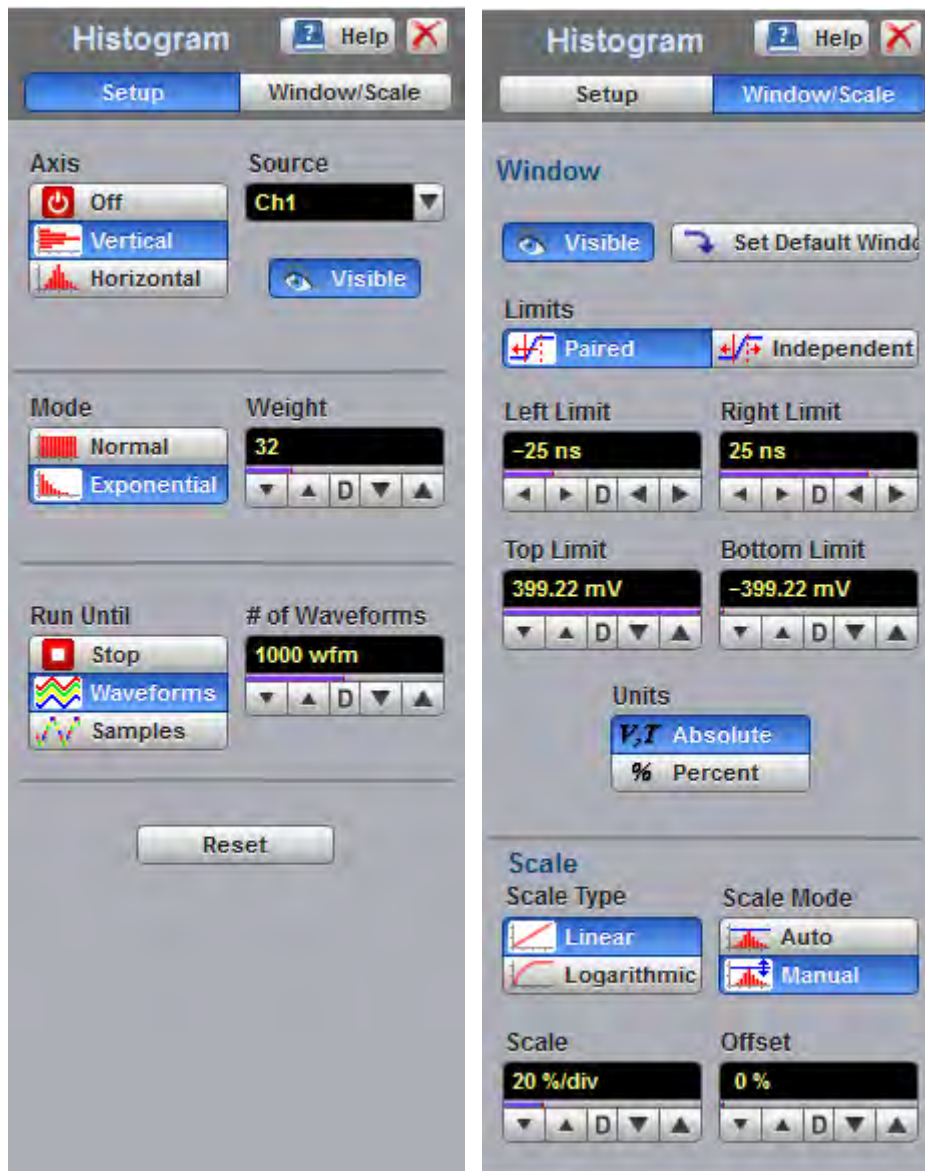 Histogram ? Help
Setup Window/Scale
Axis Source
Off Ch1
Vertical
Visible
Horizontal
Mode Weight
Normal 32
Exponential
D
Run Until # of Waveforms
Stop 1000 wfm
Waveforms
D
Samples
Reset
Histogram ? Help
Setup Window/Scale
Window
Visible Set Default Windo
Limits
Paired Independent
Left Limit Right Limit
−25 ns 25 ns
D D
Top Limit Bottom Limit
399.22 mV −399.22 mV
D D
Units
V,T Absolute
% Percent
Scale
Scale Type Scale Mode
Linear Auto
Logarithmic Manual
Scale Offset
20 %/div 0 %
D D